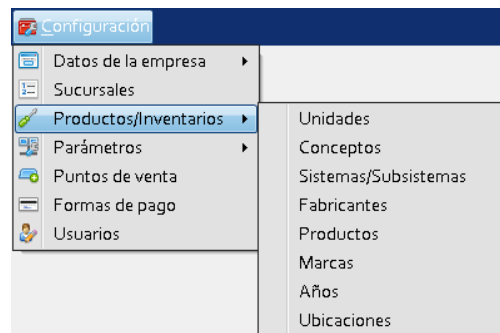 Configuración
Datos de la empresa
Sucursales
Productos/Inventarios
Parámetros
Puntos de venta
Formas de pago
Usuarios
Unidades
Conceptos
Sistemas/Subsistemas
Fabricantes
Productos
Marcas
Años
Ubicaciones